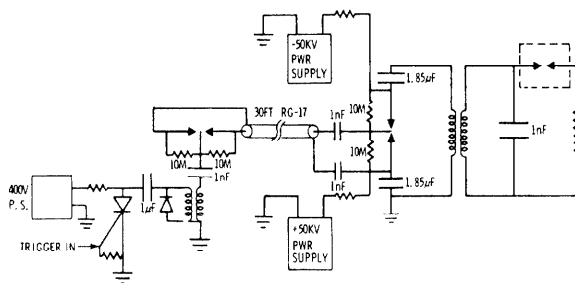 -50KV
PWR
SUPPLY
1.85µF
30FT RG-17
1nF
10M
10M
10M
10M
1nF
1nF
1nF
1.85µF
400V
P.S.
1µF
TRIGGER IN
+50KV
PWR
SUPPLY